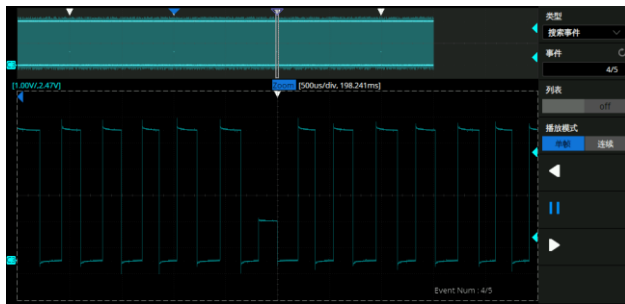 类型
搜索事件
事件
4/5
[1.00V/,2.47V]
Zoom [500us/div, 198.241ms]
列表
off
播放模式
单帧 连续
Event Num : 4/5